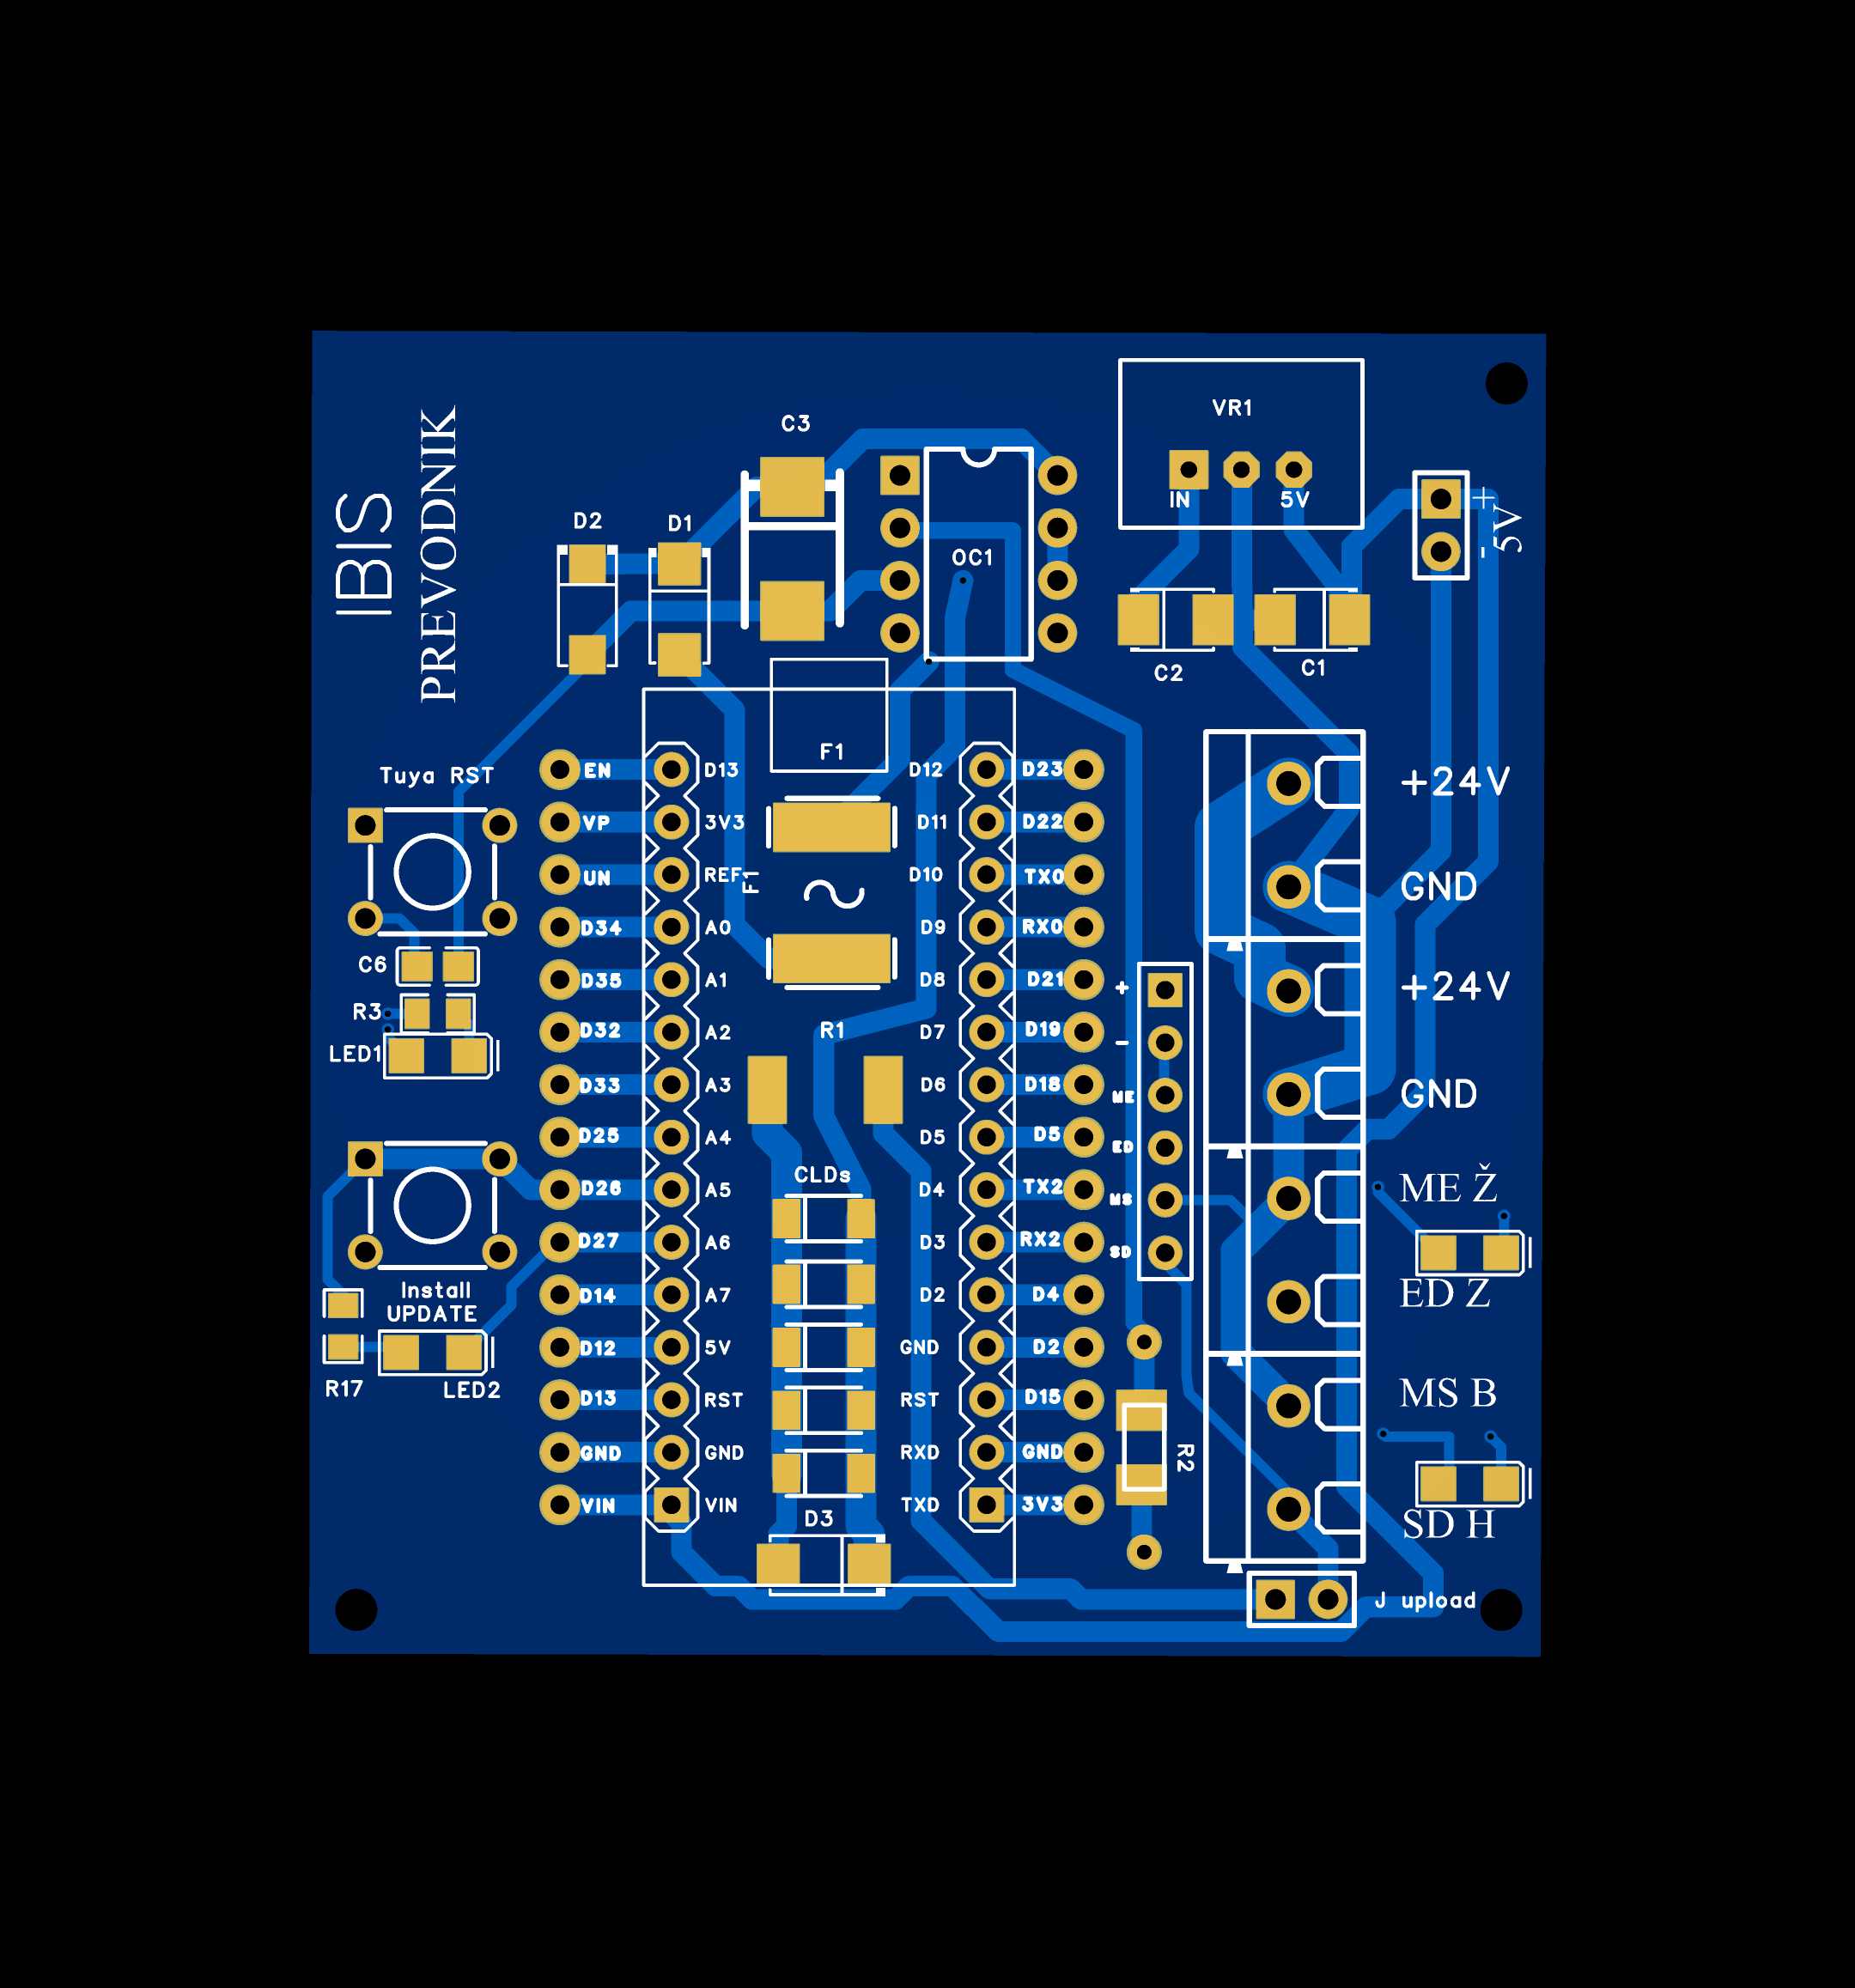 IBIS
PREVODNIK
D2
D1
C3
OC1
VR1
IN
5V
+
-
5V
C2
C1
F1
F1
Tuya RST
C6
R3
LED1
Install
UPDATE
R17
LED2
EN
VP
UN
D34
D35
D32
D33
D25
D26
D27
D14
D12
D13
GND
VIN
D13
3V3
REF
A0
A1
A2
A3
A4
A5
A6
A7
5V
RST
GND
VIN
R1
CLDs
D3
D12
D11
D10
D9
D8
D7
D6
D5
D4
D3
D2
GND
RST
RXD
TXD
D23
D22
TX0
RX0
D21
D19
D18
D5
TX2
RX2
D4
D2
D15
GND
3V3
+
-
ME
ED
MS
SD
R2
+24V
GND
+24V
GND
ME Ž
ED Z
MS B
SD H
J upload